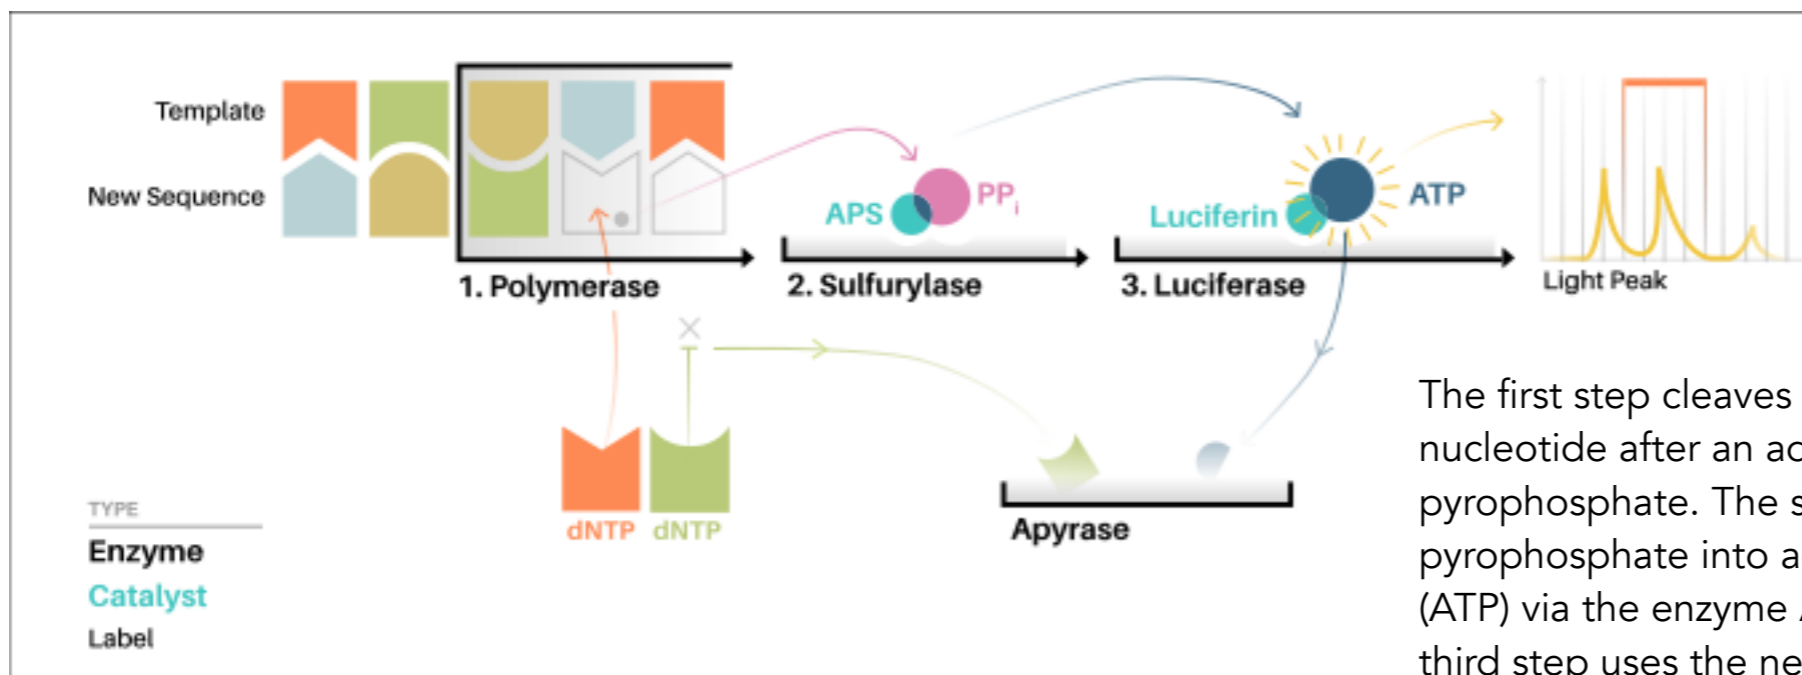 Template
New Sequence
1. Polymerase
APS
PPi
2. Sulfurylase
Luciferin
ATP
3. Luciferase
Light Peak
dNTP
dNTP
Apyrase
TYPE
Enzyme
Catalyst
Label
The first step cleaves
nucleotide after an
pyrophosphate. The
pyrophosphate into
(ATP) via the enzyme
third step uses the